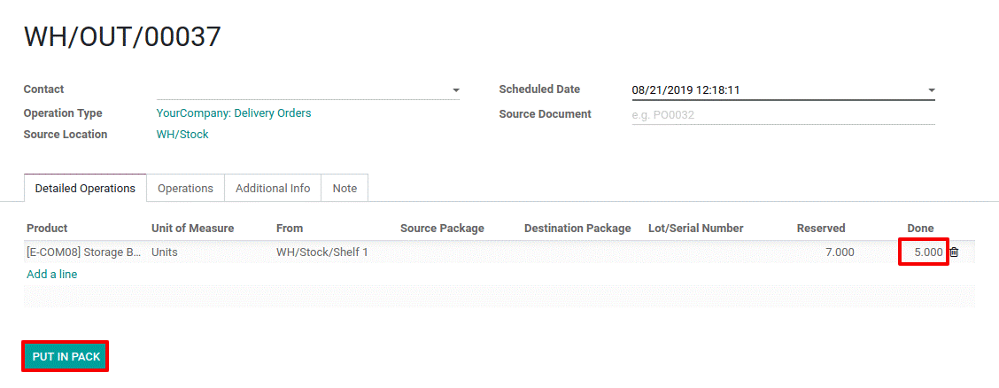 WH/OUT/00037
Contact
Scheduled Date 08/21/2019 12:18:11
Operation Type YourCompany: Delivery Orders
Source Document e.g. PO0032
Source Location WH/Stock
Detailed Operations Operations Additional Info Note
Product Unit of Measure From Source Package Destination Package Lot/Serial Number Reserved Done
[E-COM08] Storage B... Units WH/Stock/Shelf 1 7.000 5.000
Add a line
PUT IN PACK